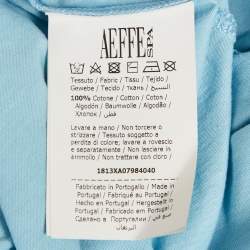 AEFFE SPA
Tessuto / Fabric / Tissu / Tejido /
Gewebe / Tecido / ткань / النسيج
100% Cotone / Cotton / Coton /
Algodón / Baumwolle / Algodão /
Хлопок / قطن
Levare a mano / Non torcere o
strizzare / Tessuto soggetto a
perdita di colore; lavare a rovescio
e separatamente / Non lasciare in
ammollo / Non trattare con cloro /
1813XA07984040
Fabbricato in Portogallo /
Made in Portugal / Fabriqué
au Portugal / Hecho
en Portugal / Hergestellt in
Portugal / Feito em Portugal /
Сделано в Португалии /